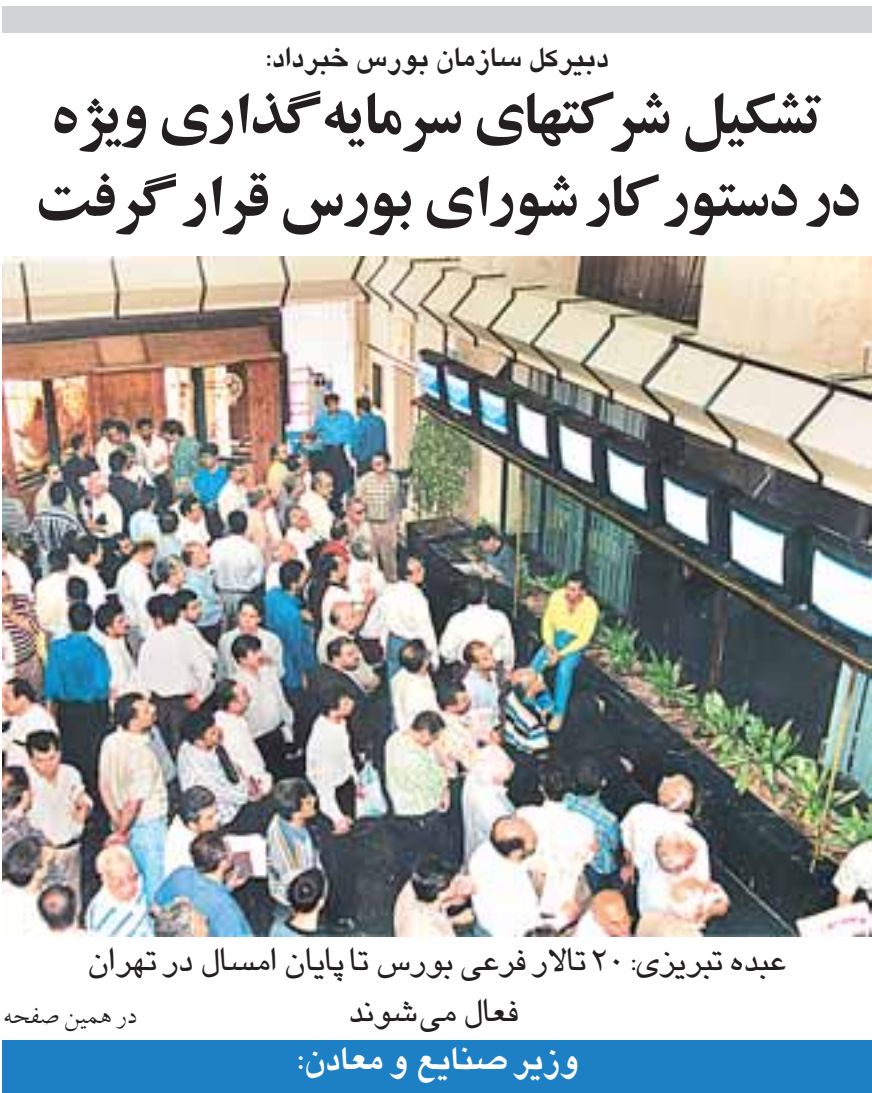 دبیرکل سازمان بورس خبرداد:
تشکیل شرکتهای سرمایه‌گذاری ویژه
در دستور کار شورای بورس قرار گرفت
عبده تبریزی: ۲۰ تالار فرعی بورس تا پایان امسال در تهران
فعال می‌شوند
در همین صفحه
وزیر صنایع و معادن: